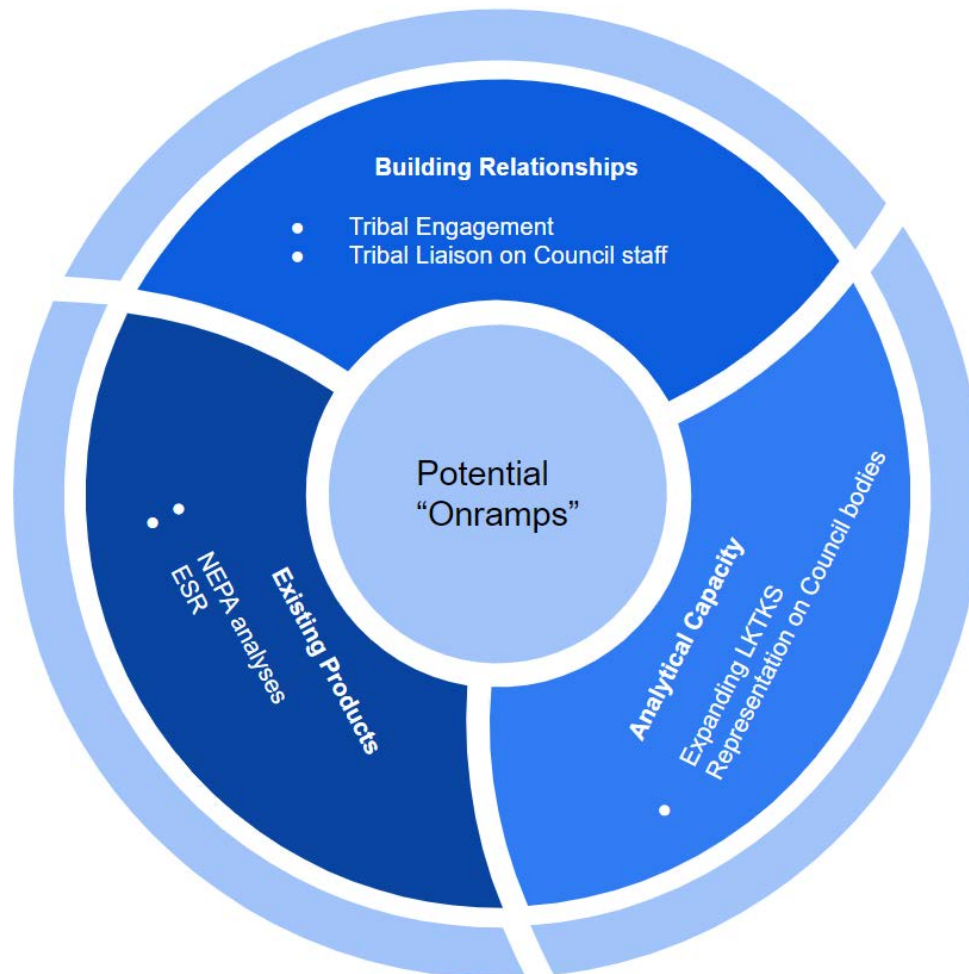 Building Relationships
● Tribal Engagement
● Tribal Liaison on Council staff
Potential
“Onramps”
Analytical Capacity
● Expanding LKTKS
Representation on Council bodies
Existing Products
● NEPA analyses
● ESR